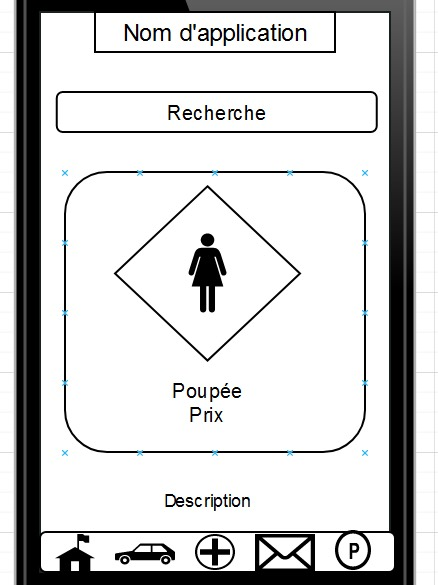 Nom d'application
Recherche
Poupée
Prix
Description
P